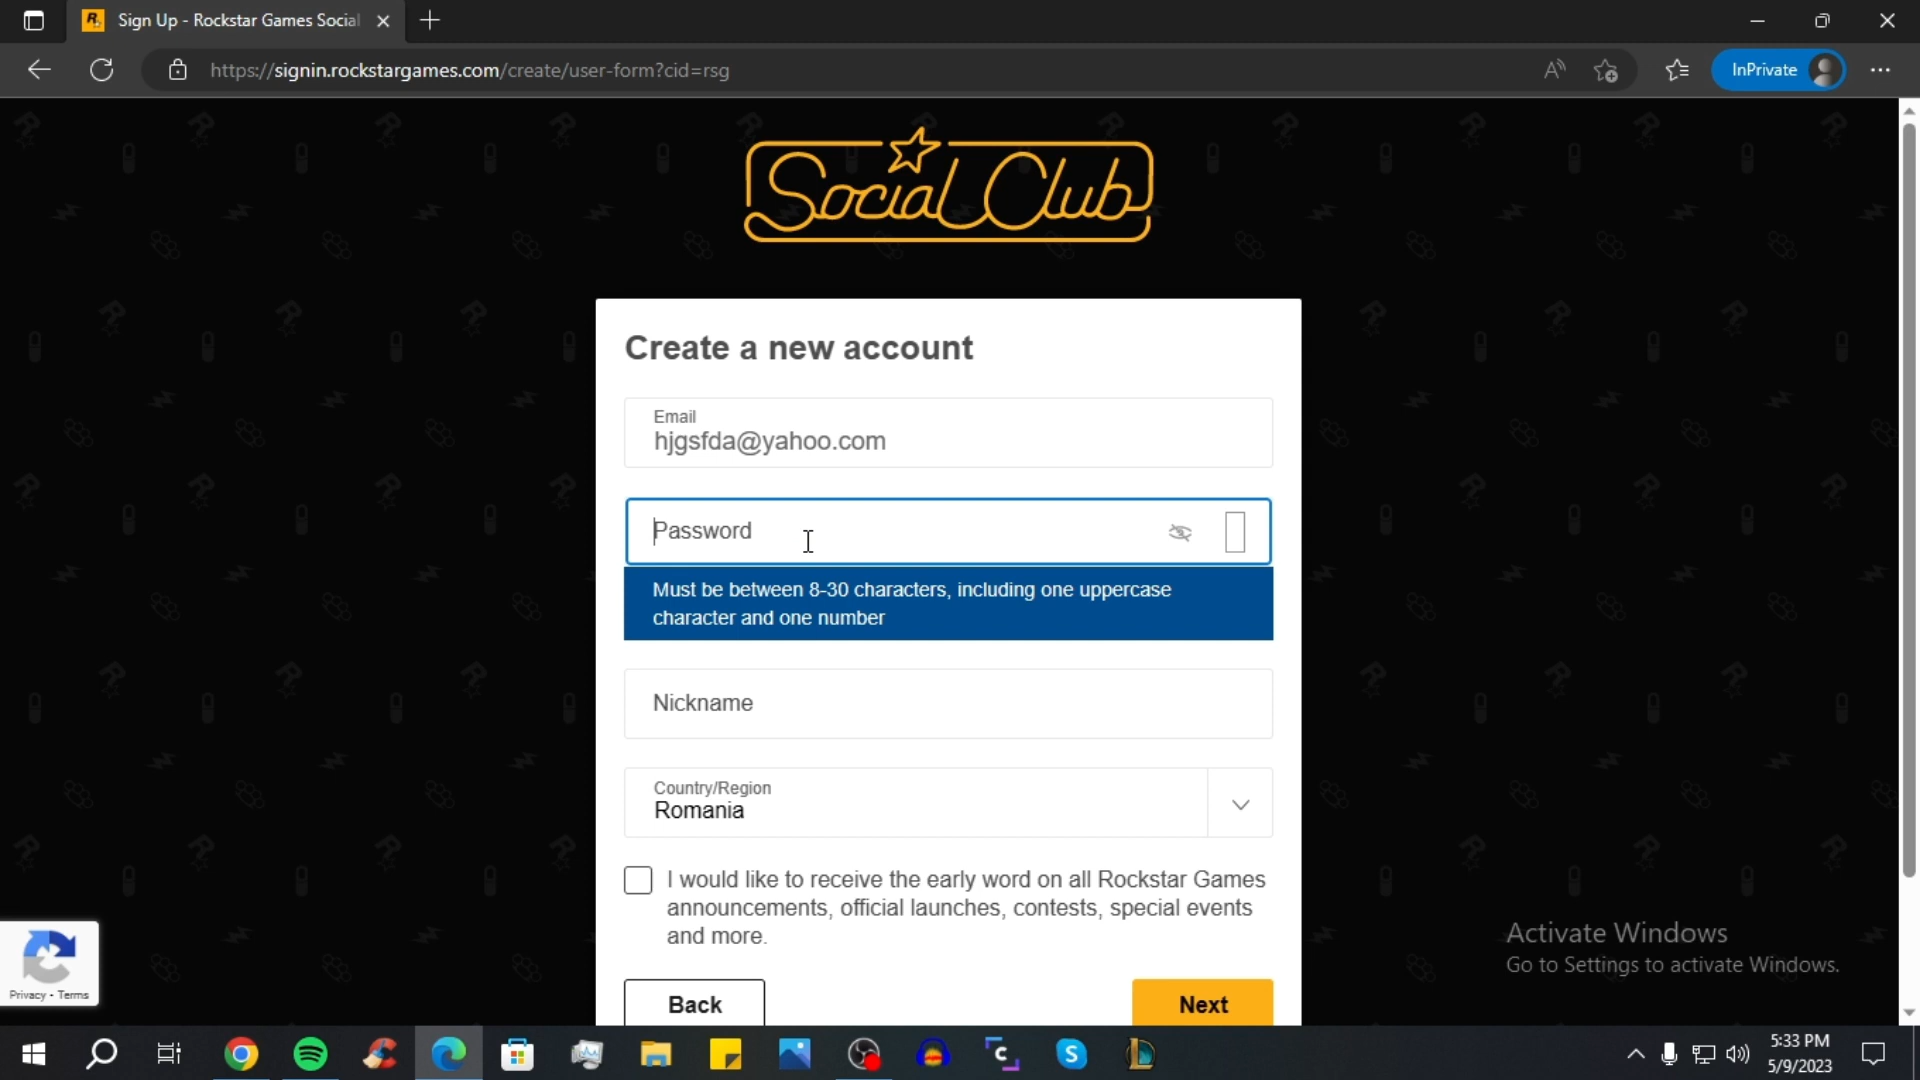 Sign Up - Rockstar Games Social
https://signin.rockstargames.com/create/user-form?cid=rsg
InPrivate
Social Club
Create a new account
Email
hjgsfda@yahoo.com
Password
Must be between 8-30 characters, including one uppercase
character and one number
Nickname
Country/Region
Romania
I would like to receive the early word on all Rockstar Games
announcements, official launches, contests, special events
and more.
Activate Windows
Go to Settings to activate Windows.
Privacy - Terms
Back
Next
5:33 PM
5/9/2023